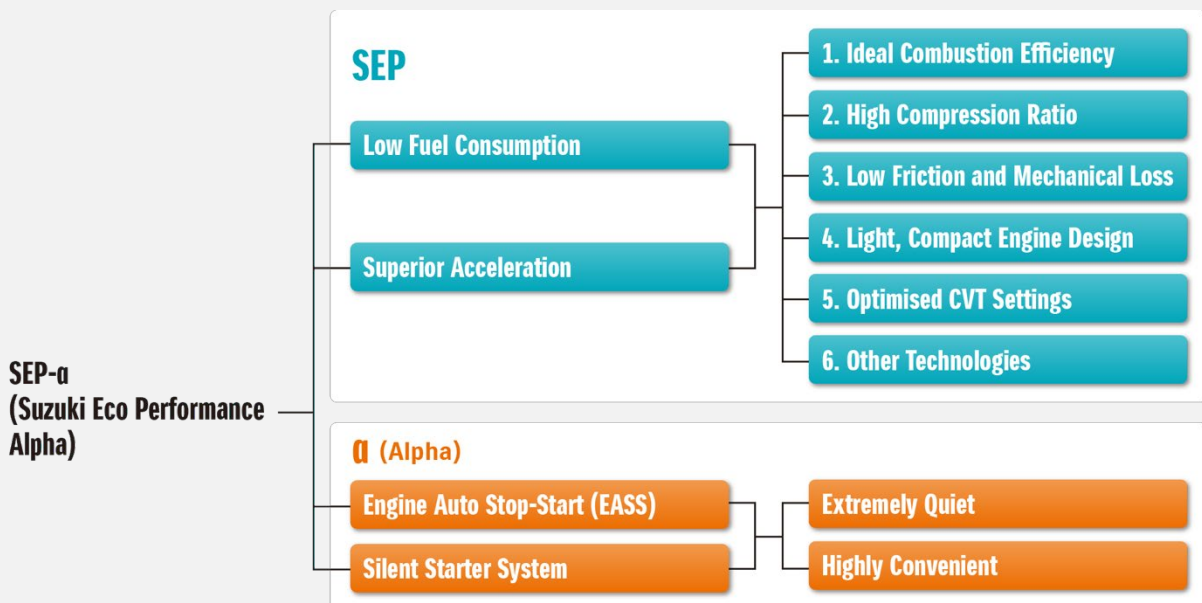 SEP-α
(Suzuki Eco Performance
Alpha)
SEP
Low Fuel Consumption
Superior Acceleration
1. Ideal Combustion Efficiency
2. High Compression Ratio
3. Low Friction and Mechanical Loss
4. Light, Compact Engine Design
5. Optimised CVT Settings
6. Other Technologies
α (Alpha)
Engine Auto Stop-Start (EASS)
Silent Starter System
Extremely Quiet
Highly Convenient